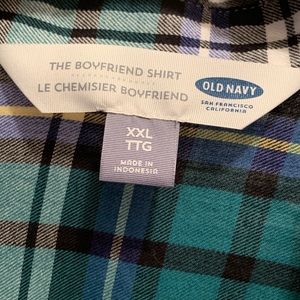 THE BOYFRIEND SHIRT
LE CHEMISIER BOYFRIEND
OLD NAVY
SAN FRANCISCO
CALIFORNIA
XXL
TTG
MADE IN
INDONESIA